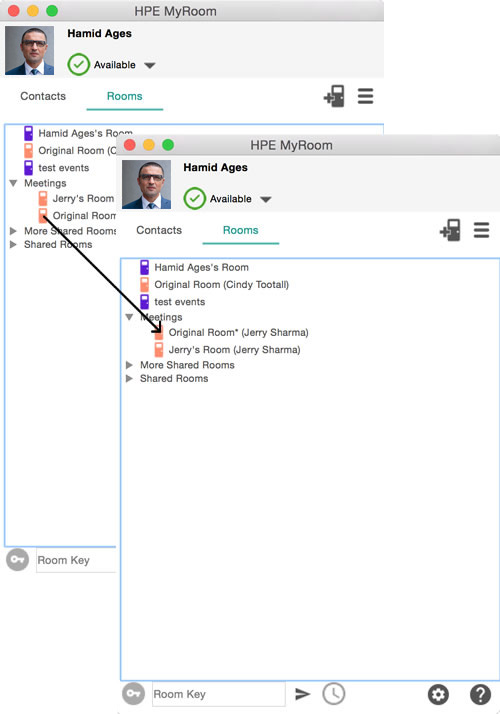 HPE MyRoom
Hamid Ages
Available
Contacts Rooms
Hamid Ages's Room
Original Room (C
test events
Meetings
Jerry's Room
Original Room
More Shared Rooms
Shared Rooms
Room Key
HPE MyRoom
Hamid Ages
Available
Contacts Rooms
Hamid Ages's Room
Original Room (Cindy Tootall)
test events
Meetings
Original Room* (Jerry Sharma)
Jerry's Room (Jerry Sharma)
More Shared Rooms
Shared Rooms
Room Key